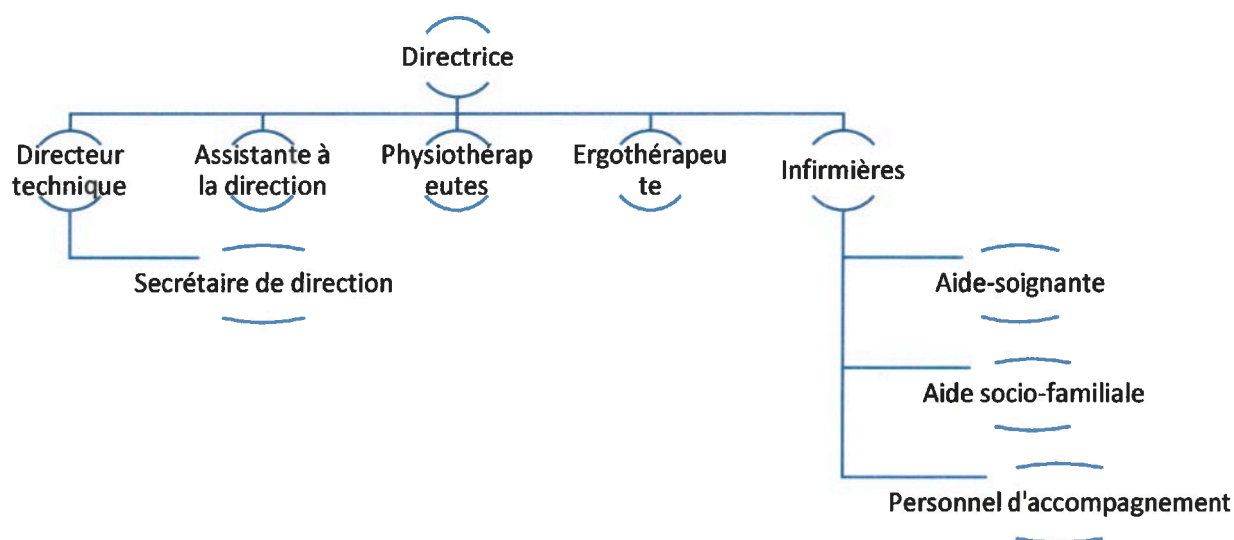 Directrice
Directeur
technique
Assistante à
la direction
Physiothérap
eutes
Ergothérapeu
te
Infirmières
Secrétaire de direction
Aide-soignante
Aide socio-familiale
Personnel d'accompagnement